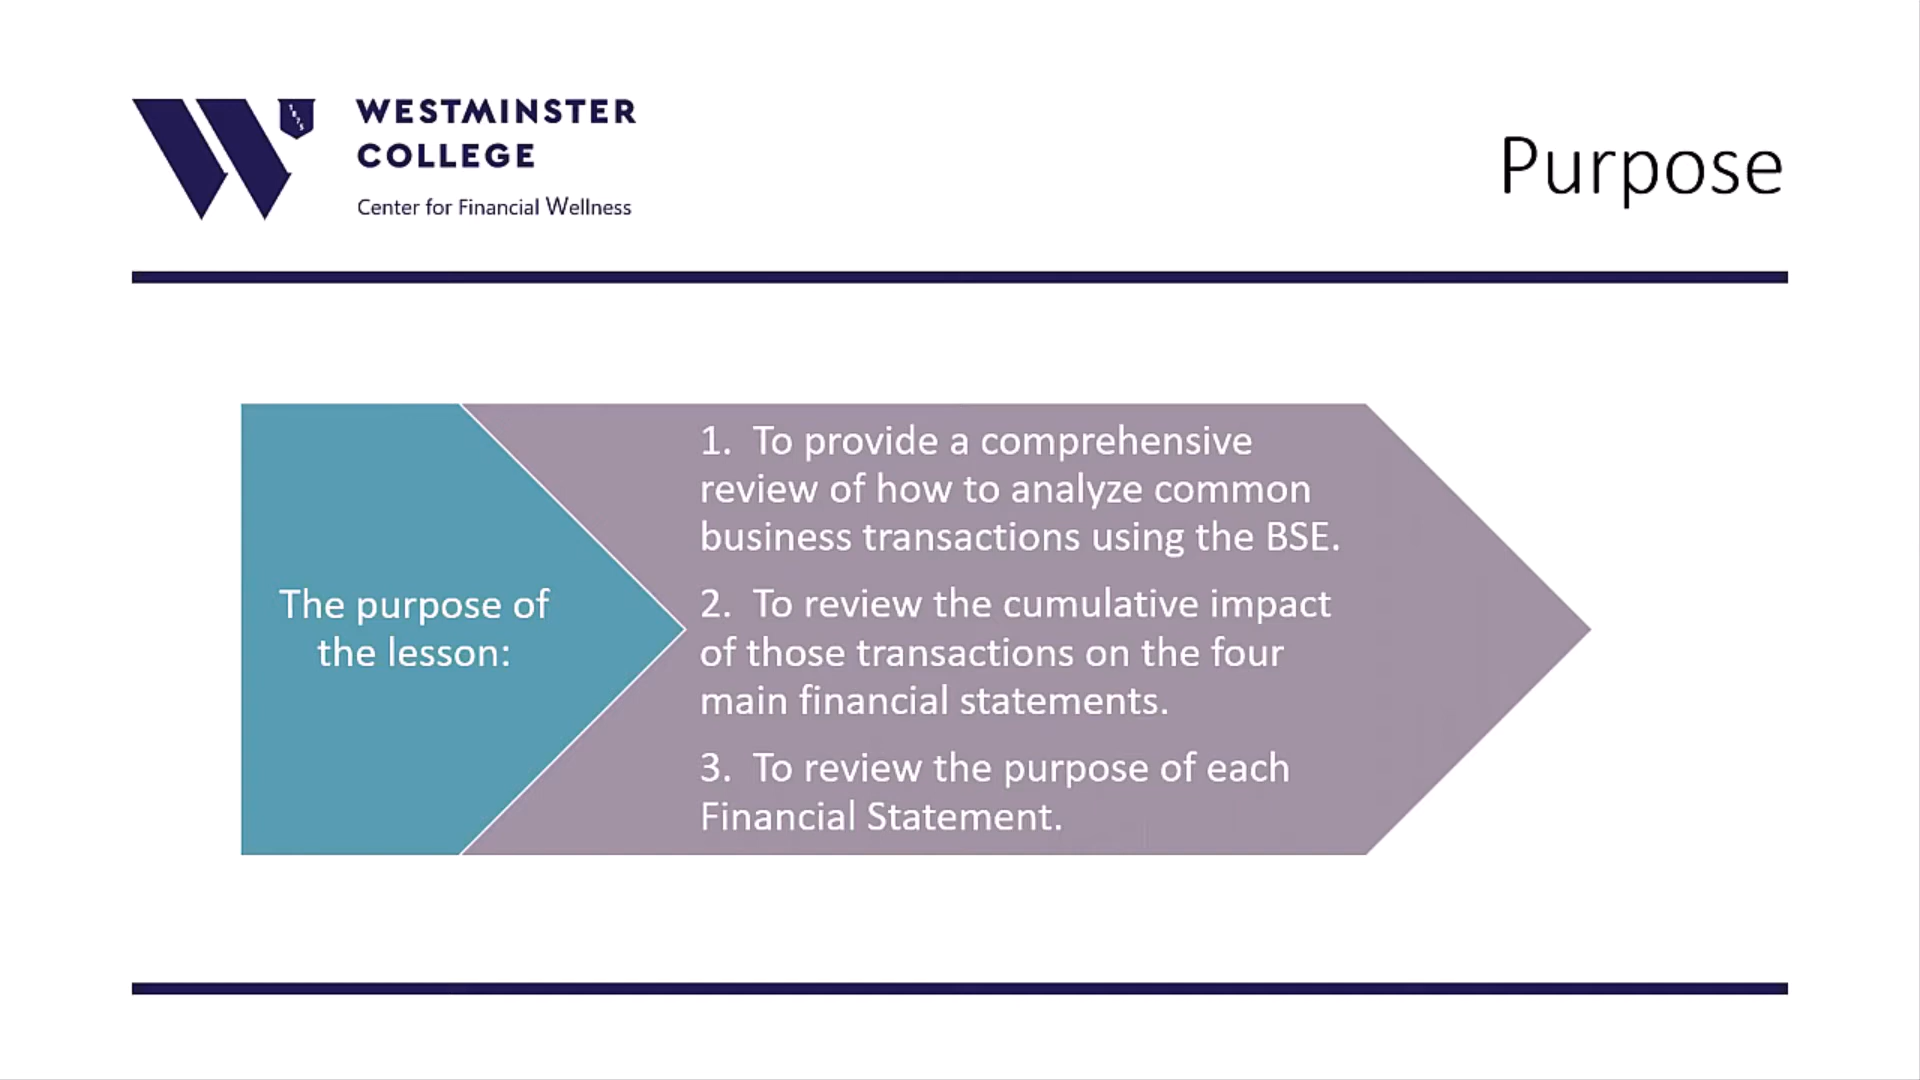 WESTMINSTER
COLLEGE
Center for Financial Wellness
1875
Purpose
The purpose of
the lesson:
1. To provide a comprehensive
review of how to analyze common
business transactions using the BSE.
2. To review the cumulative impact
of those transactions on the four
main financial statements.
3. To review the purpose of each
Financial Statement.